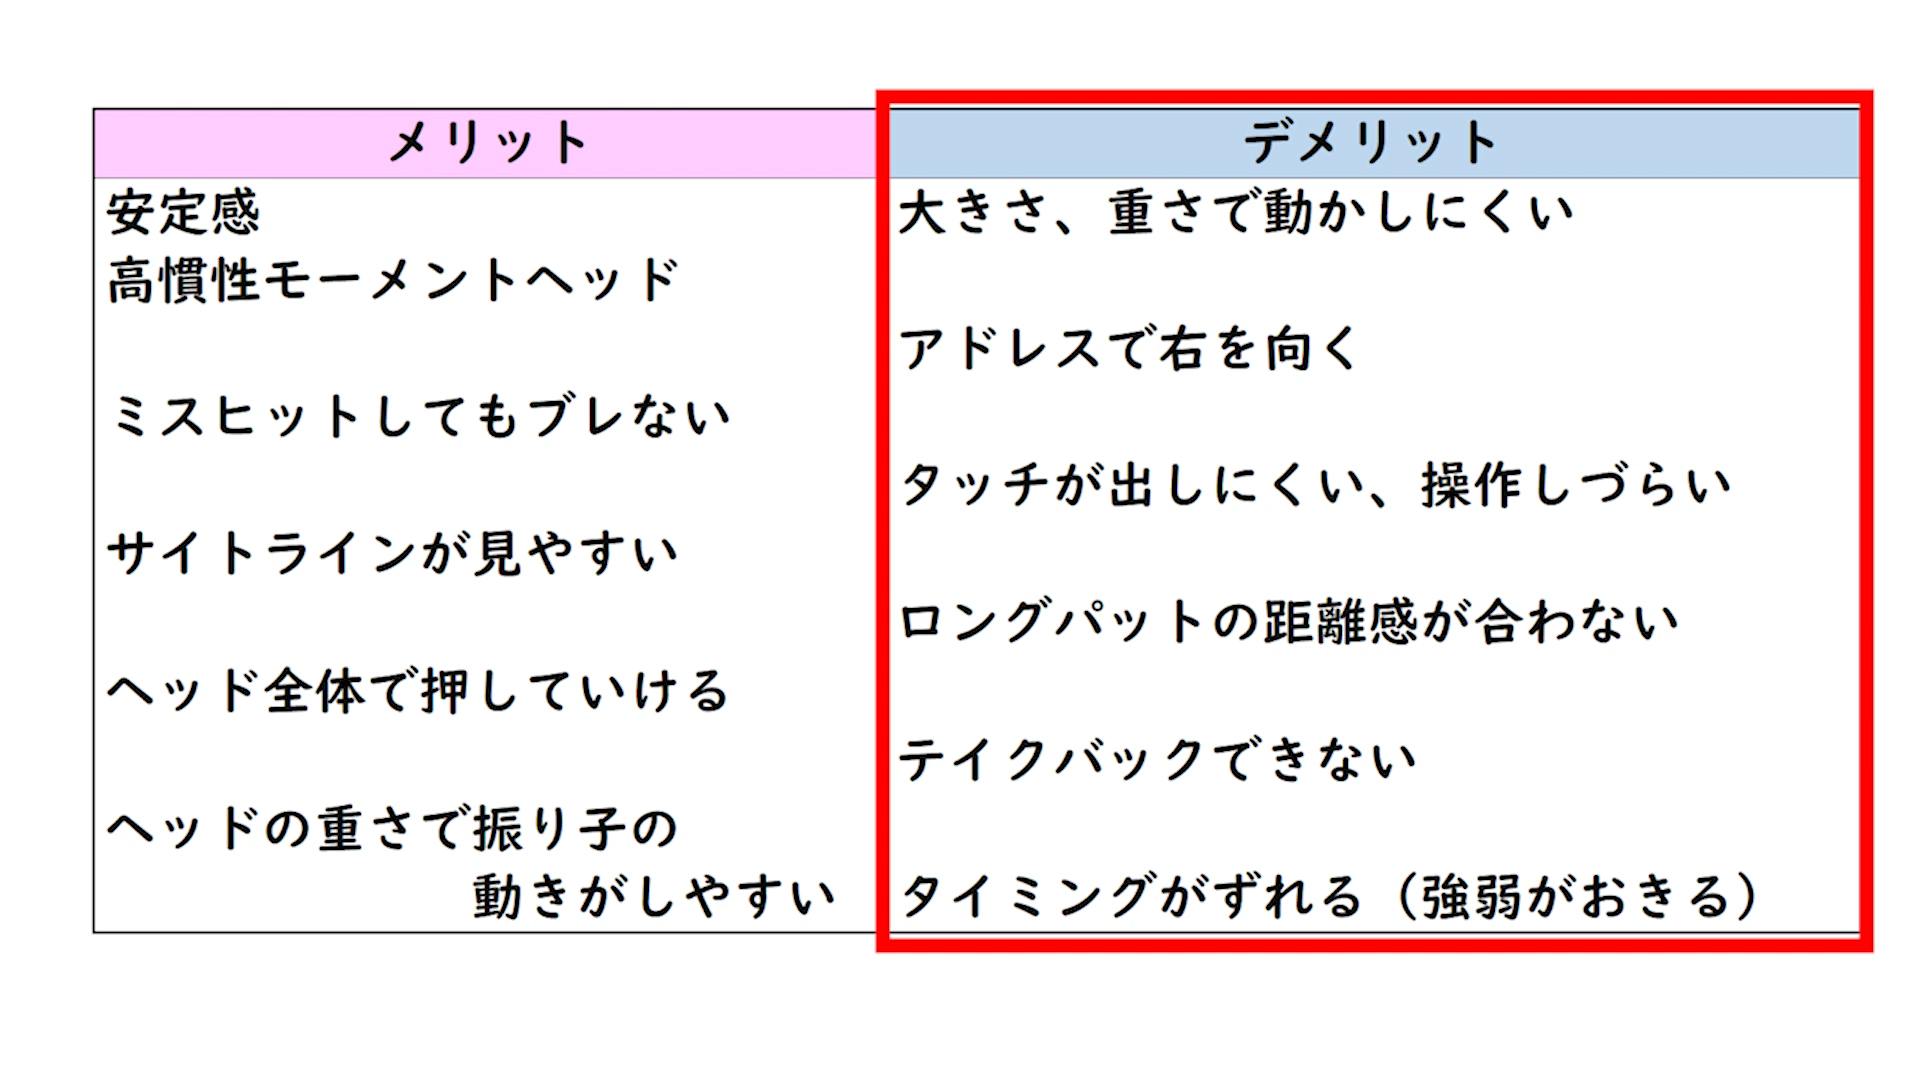 メリット
安定感
高慣性モーメントヘッド
ミスヒットしてもブレない
サイトラインが見やすい
ヘッド全体で押していける
ヘッドの重さで振り子の
動きがしやすい
デメリット
大きさ、重さで動かしにくい
アドレスで右を向く
タッチが出しにくい、操作しづらい
ロングパットの距離感が合わない
テイクバックできない
タイミングがずれる（強弱がおきる）